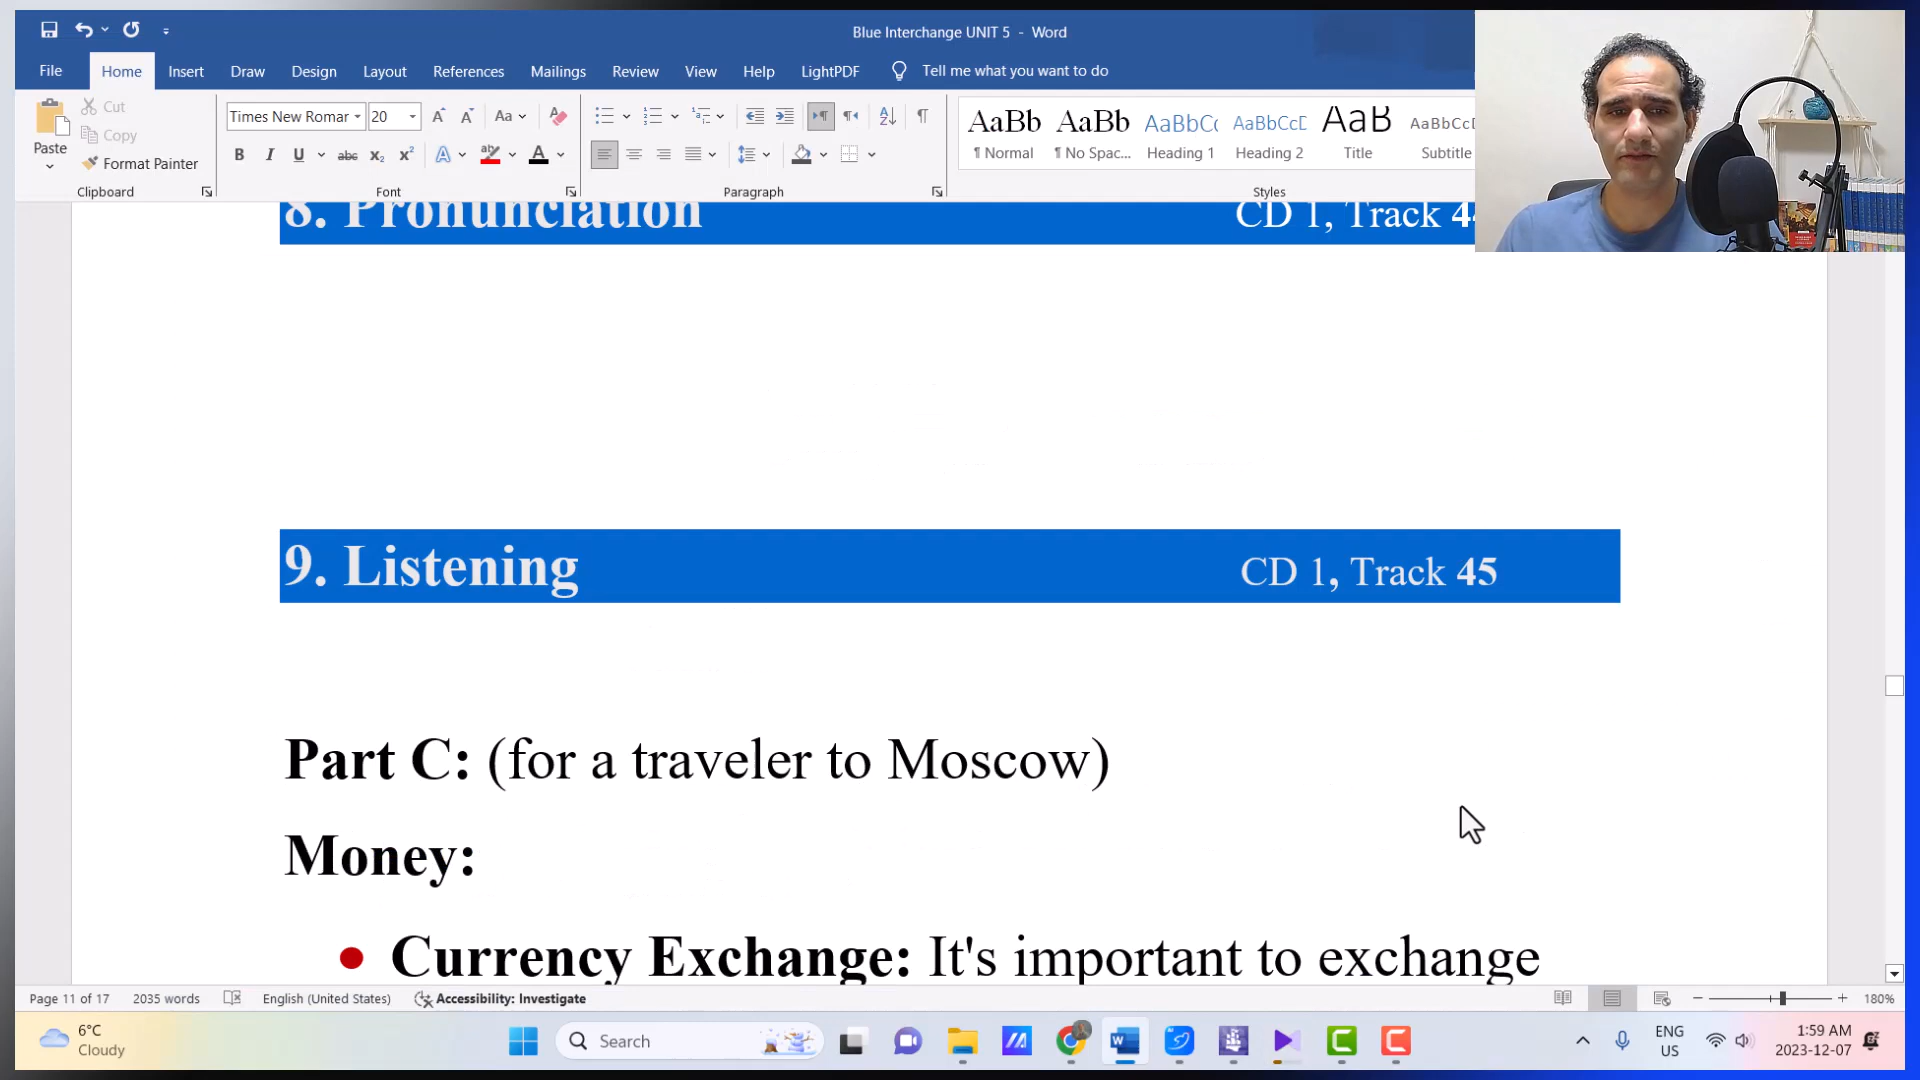 Blue Interchange UNIT 5 - Word
File Home Insert Draw Design Layout References Mailings Review View Help LightPDF Tell me what you want to do
Paste
Cut
Copy
Format Painter
Clipboard
Times New Romar 20
Font
Paragraph
AaBb AaBb AaBbCc AaBbCcD AaB AaBbCcD
¶ Normal ¶ No Spac... Heading 1 Heading 2 Title Subtitle
Styles
8. Pronunciation CD 1, Track 44
9. Listening CD 1, Track 45
Part C: (for a traveler to Moscow)
Money:
● Currency Exchange: It's important to exchange
Page 11 of 17 2035 words English (United States) Accessibility: Investigate 180%
6°C
Cloudy
Search
ENG
US
1:59 AM
2023-12-07